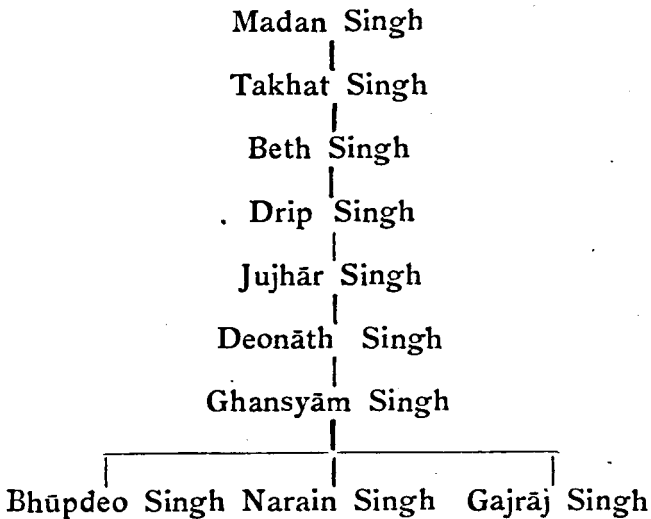 Madan Singh
Takhat Singh
Beth Singh
Drip Singh
Jujhār Singh
Deonāth Singh
Ghansyām Singh
Bhūpdeo Singh Narain Singh Gajrāj Singh